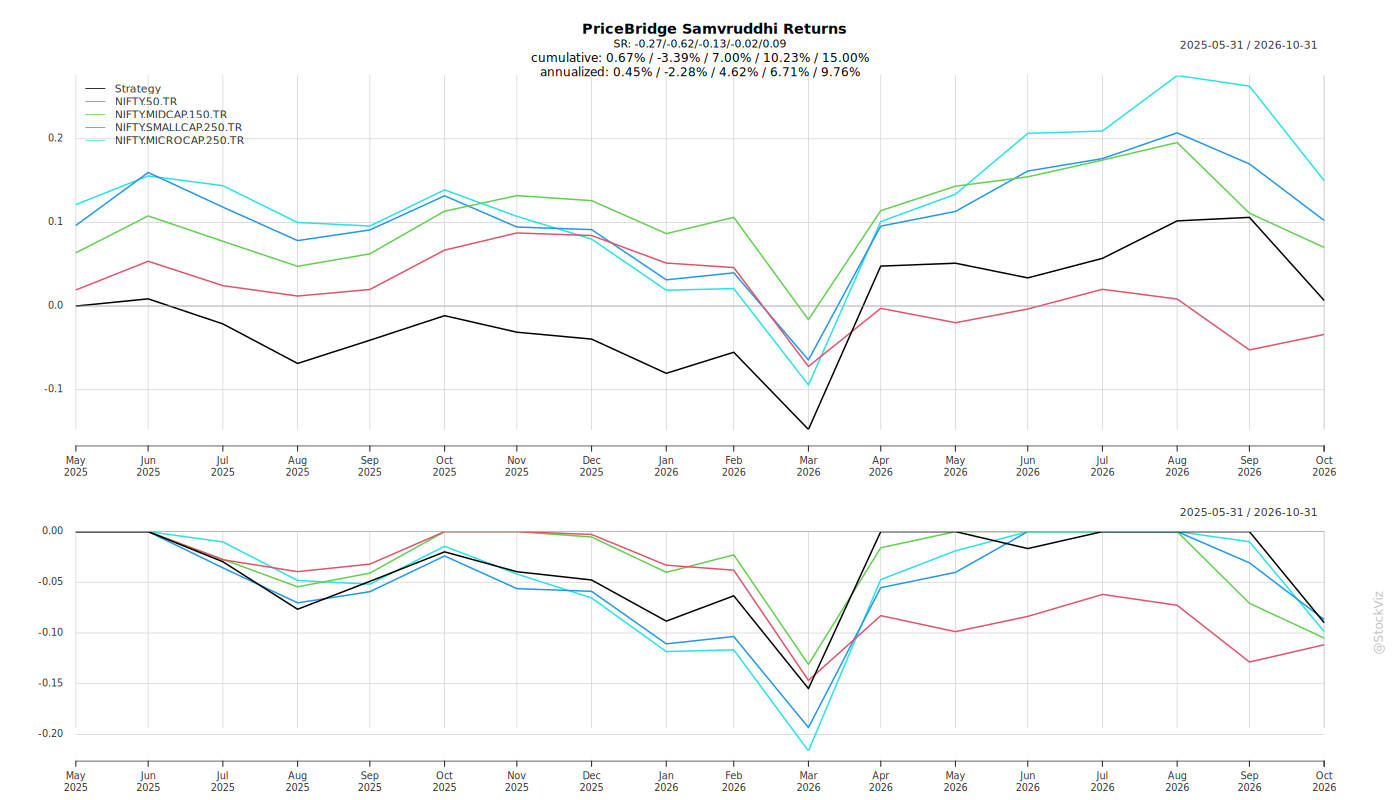 PriceBridge Samvruddhi Returns
SR: -0.27/-0.62/-0.13/-0.02/0.09
cumulative: 0.67% / -3.39% / 7.00% / 10.23% / 15.00%
annualized: 0.45% / -2.28% / 4.62% / 6.71% / 9.76%
2025-05-31 / 2026-10-31
Strategy
NIFTY.50.TR
NIFTY.MIDCAP.150.TR
NIFTY.SMALLCAP.250.TR
NIFTY.MICROCAP.250.TR
0.2
0.1
0.0
-0.1
May Jun Jul Aug Sep Oct Nov Dec Jan Feb Mar Apr May Jun Jul Aug Sep Oct
2025 2025 2025 2025 2025 2025 2025 2025 2026 2026 2026 2026 2026 2026 2026 2026 2026 2026
2025-05-31 / 2026-10-31
0.00
-0.05
-0.10
-0.15
-0.20
May Jun Jul Aug Sep Oct Nov Dec Jan Feb Mar Apr May Jun Jul Aug Sep Oct
2025 2025 2025 2025 2025 2025 2025 2025 2026 2026 2026 2026 2026 2026 2026 2026 2026 2026
@StockViz